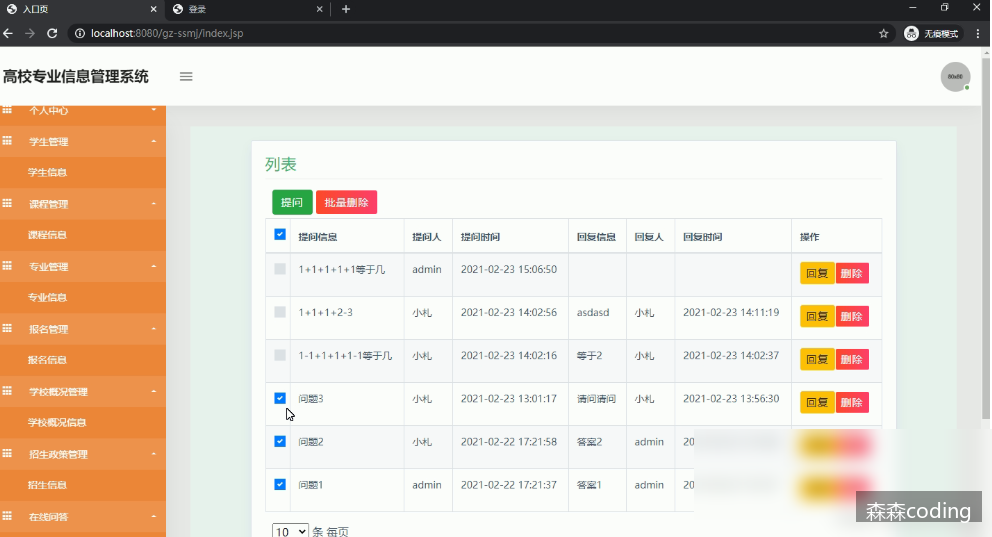 入口页
登录
localhost:8080/gz-ssmj/index.jsp
无痕模式
高校专业信息管理系统
个人中心
学生管理
学生信息
课程管理
课程信息
专业管理
专业信息
报名管理
报名信息
学校概况管理
学校概况信息
招生政策管理
招生信息
在线问答
列表
提问 批量删除
提问信息 提问人 提问时间 回复信息 回复人 回复时间 操作
1+1+1+1+1等于几 admin 2021-02-23 15:06:50 回复 删除
1+1+1+2-3 小札 2021-02-23 14:02:56 asdasd 小札 2021-02-23 14:11:19 回复 删除
1-1+1+1+1-1等于几 小札 2021-02-23 14:02:16 等于2 小札 2021-02-23 14:02:37 回复 删除
问题3 小札 2021-02-23 13:01:17 请问请问 小札 2021-02-23 13:56:30 回复 删除
问题2 小札 2021-02-22 17:21:58 答案2 admin 20
问题1 admin 2021-02-22 17:21:37 答案1 admin 20
10 条 每页
森森coding